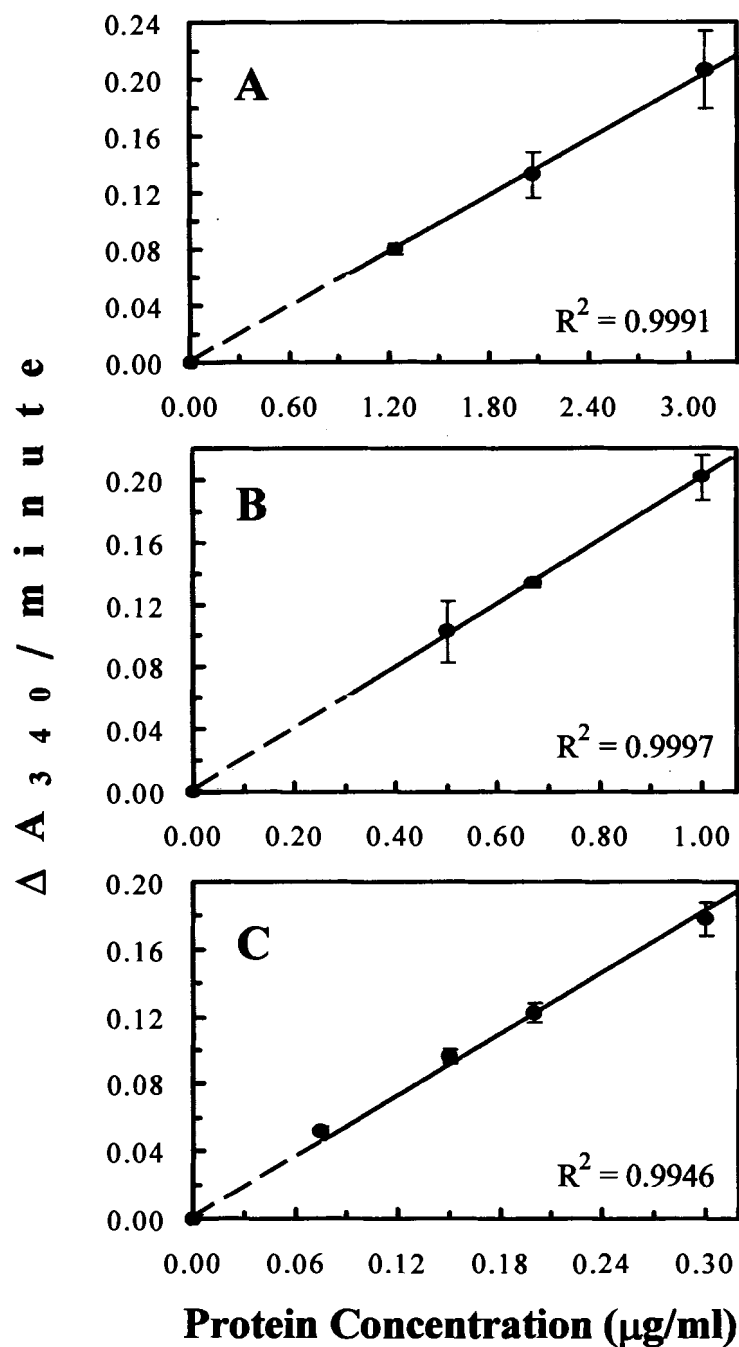 Δ A 3 4 0 / m i n u t e
0.24
A
0.20
0.16
0.12
0.08
0.04
R² = 0.9991
0.00
0.00 0.60 1.20 1.80 2.40 3.00
0.20
B
0.16
0.12
0.08
0.04
R² = 0.9997
0.00
0.00 0.20 0.40 0.60 0.80 1.00
0.20
C
0.16
0.12
0.08
0.04
R² = 0.9946
0.00
0.00 0.06 0.12 0.18 0.24 0.30
Protein Concentration (μg/ml)